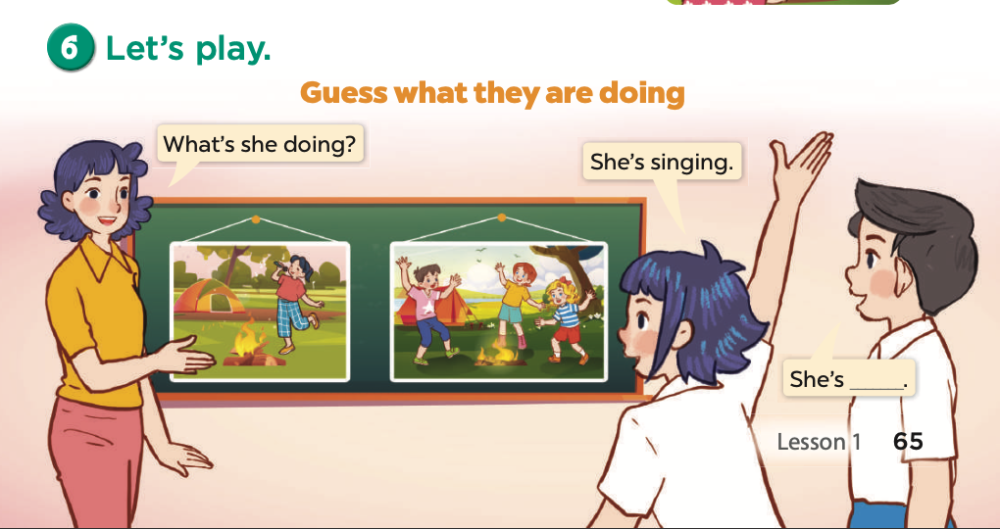 6 Let's play.
Guess what they are doing
What's she doing?
She's singing.
She's _____.
Lesson 1 65